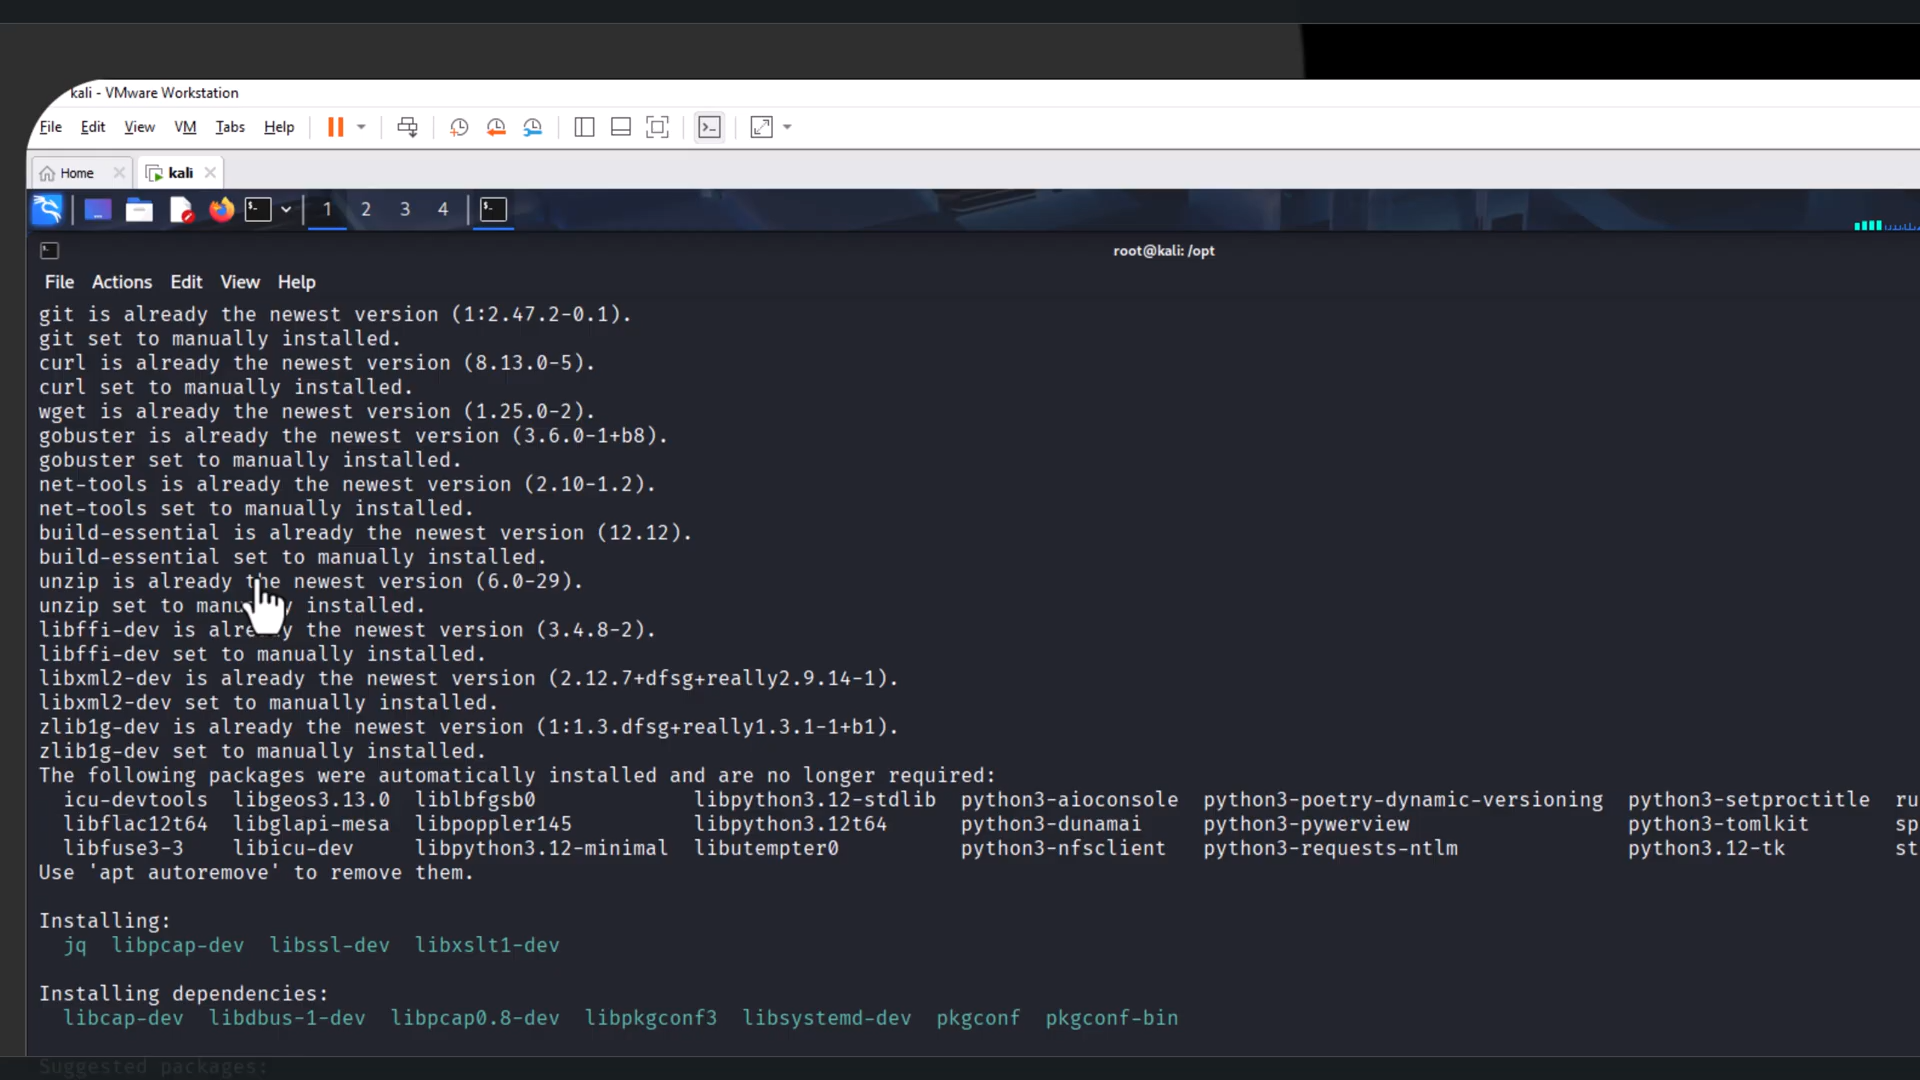 kali - VMware Workstation
File Edit View VM Tabs Help
Home kali
1 2 3 4
root@kali: /opt
File Actions Edit View Help
git is already the newest version (1:2.47.2-0.1).
git set to manually installed.
curl is already the newest version (8.13.0-5).
curl set to manually installed.
wget is already the newest version (1.25.0-2).
gobuster is already the newest version (3.6.0-1+b8).
gobuster set to manually installed.
net-tools is already the newest version (2.10-1.2).
net-tools set to manually installed.
build-essential is already the newest version (12.12).
build-essential set to manually installed.
unzip is already the newest version (6.0-29).
unzip set to manually installed.
libffi-dev is already the newest version (3.4.8-2).
libffi-dev set to manually installed.
libxml2-dev is already the newest version (2.12.7+dfsg+really2.9.14-1).
libxml2-dev set to manually installed.
zlib1g-dev is already the newest version (1:1.3.dfsg+really1.3.1-1+b1).
zlib1g-dev set to manually installed.
The following packages were automatically installed and are no longer required:
icu-devtools libgeos3.13.0 liblbfgsb0 libpython3.12-stdlib python3-aioconsole python3-poetry-dynamic-versioning python3-setproctitle ru
libflac12t64 libglapi-mesa libpoppler145 libpython3.12t64 python3-dunamai python3-pywerview python3-tomlkit sp
libfuse3-3 libicu-dev libpython3.12-minimal libutempter0 python3-nfsclient python3-requests-ntlm python3.12-tk st
Use 'apt autoremove' to remove them.
Installing:
jq libpcap-dev libssl-dev libxslt1-dev
Installing dependencies:
libcap-dev libdbus-1-dev libpcap0.8-dev libpkgconf3 libsystemd-dev pkgconf pkgconf-bin
Suggested packages: